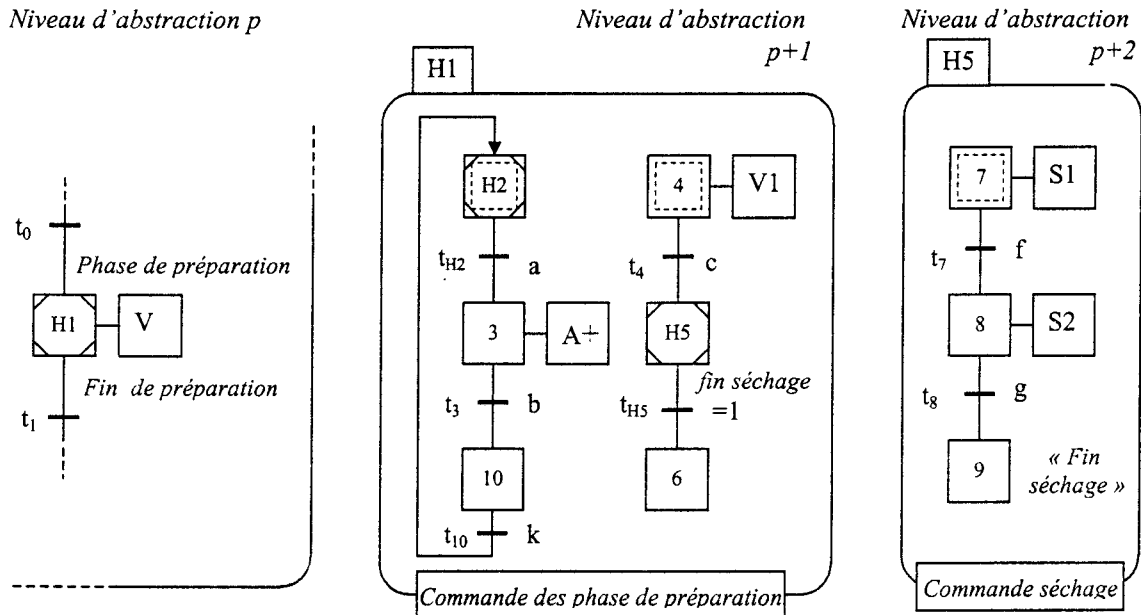 Niveau d'abstraction p
t0
Phase de préparation
H1
V
Fin de préparation
t1
Niveau d'abstraction
p+1
H1
H2
4
V1
tH2
a
t4
c
3
A+
H5
t3
b
fin séchage
tH5
=1
10
6
t10
k
Commande des phase de préparation
Niveau d'abstraction
p+2
H5
7
S1
t7
f
8
S2
t8
g
9
« Fin
séchage »
Commande séchage